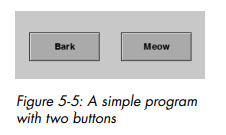 Bark Meow
Figure 5-5: A simple program
with two buttons